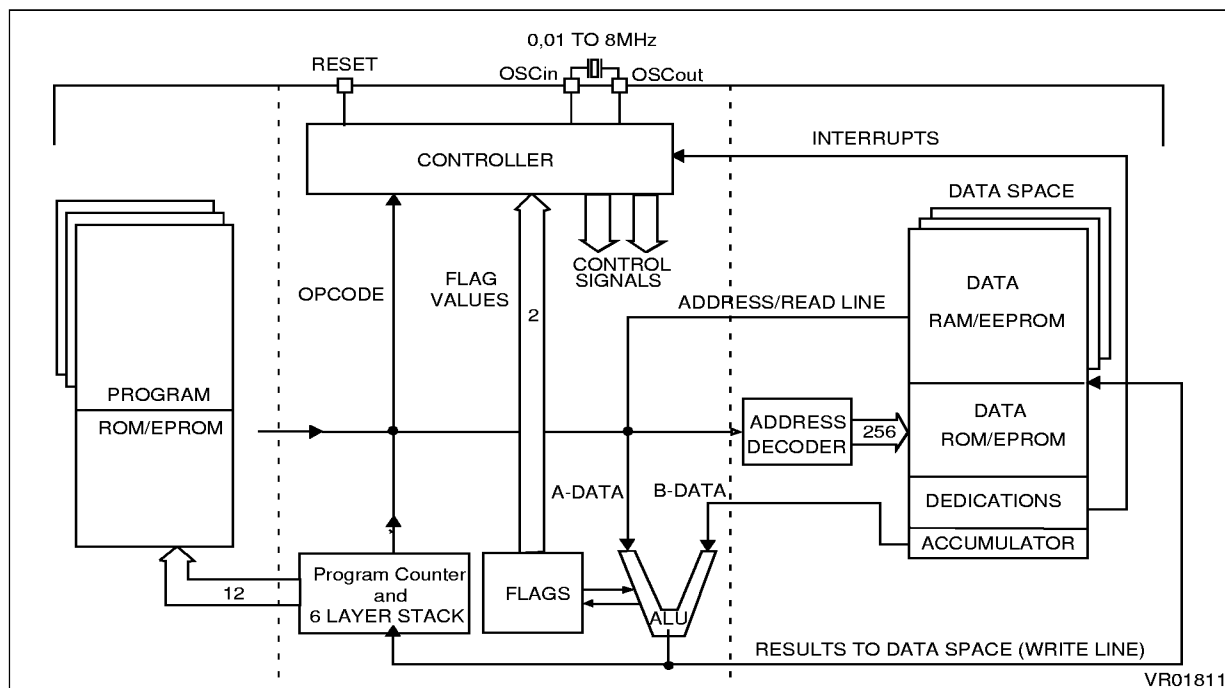 0,01 TO 8MHz
RESET
OSCin
OSCout
INTERRUPTS
CONTROLLER
DATA SPACE
CONTROL
SIGNALS
FLAG
VALUES
OPCODE
2
ADDRESS/READ LINE
DATA
RAM/EEPROM
PROGRAM
ROM/EPROM
ADDRESS
DECODER
256
DATA
ROM/EPROM
A-DATA
B-DATA
DEDICATIONS
ACCUMULATOR
12
Program Counter
and
6 LAYER STACK
FLAGS
ALU
RESULTS TO DATA SPACE (WRITE LINE)
VR01811